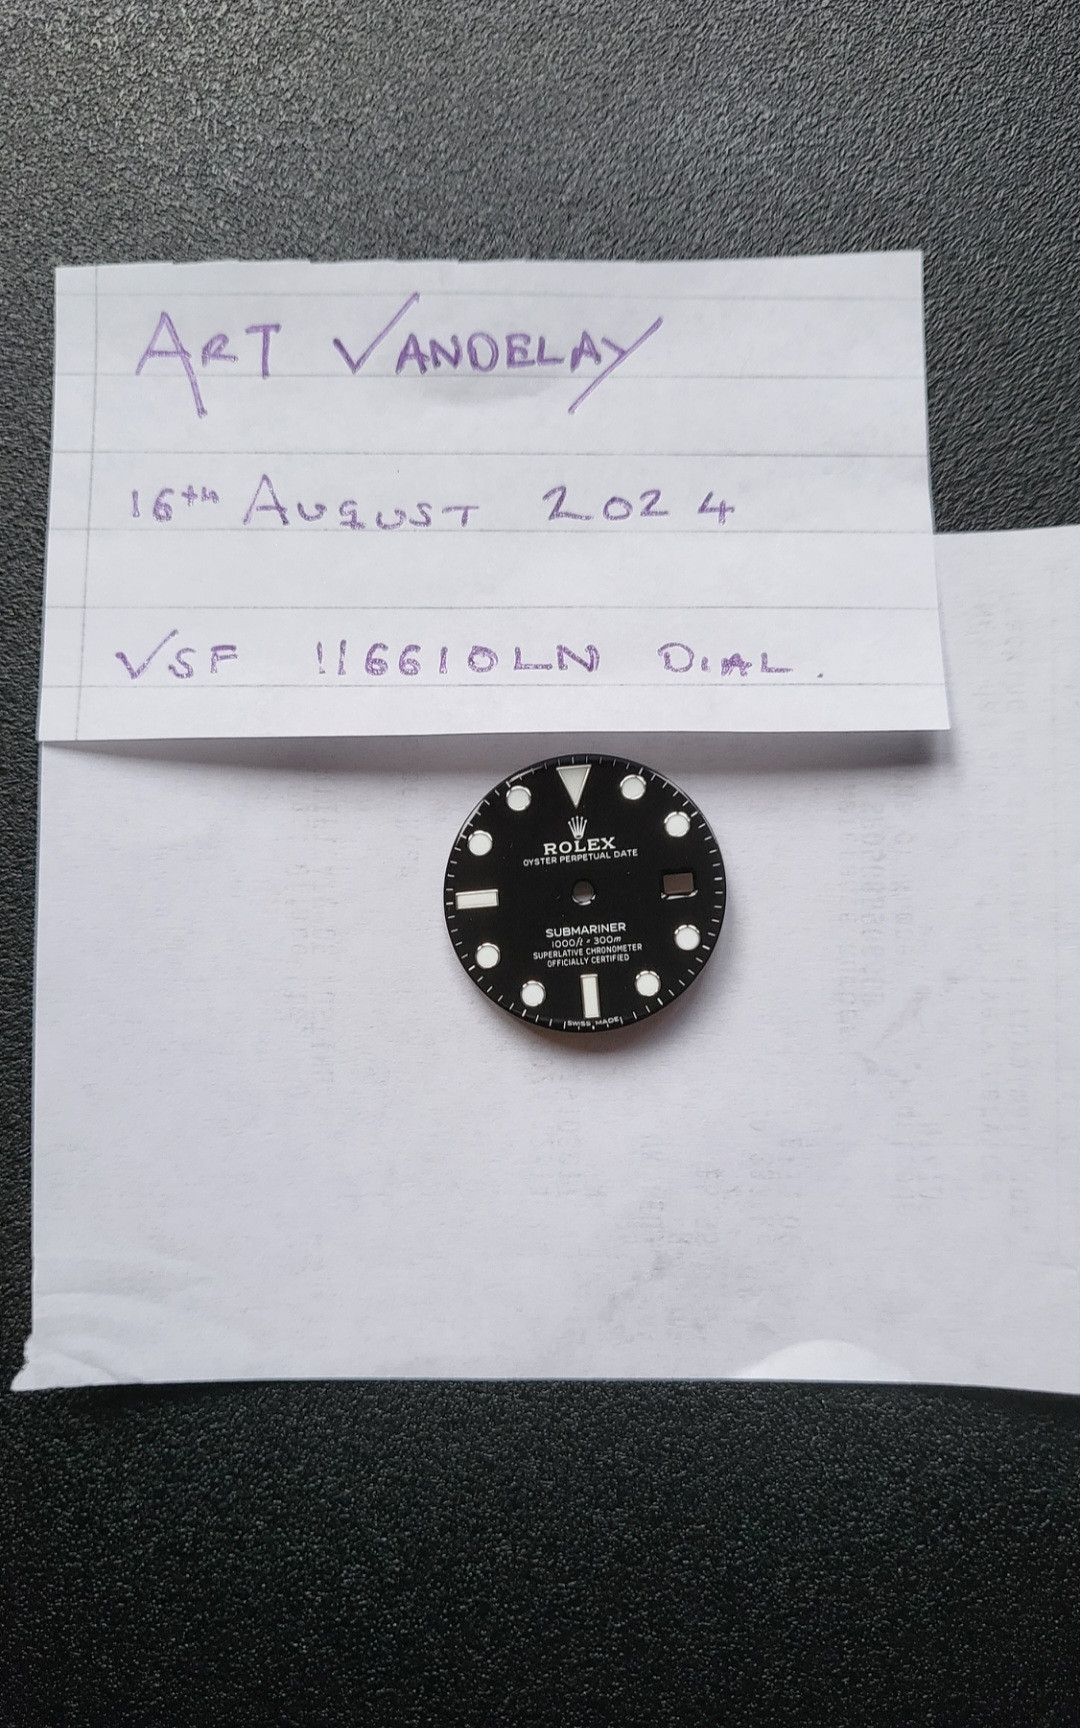 ART VANDELAY
16th AUGUST 2024
VSF 116610LN DIAL.
ROLEX
OYSTER PERPETUAL DATE
SUBMARINER
1000ft = 300m
SUPERLATIVE CHRONOMETER
OFFICIALLY CERTIFIED
SWISS MADE